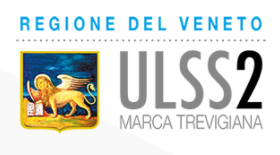 REGIONE DEL VENETO
ULSS2
MARCA TREVIGIANA